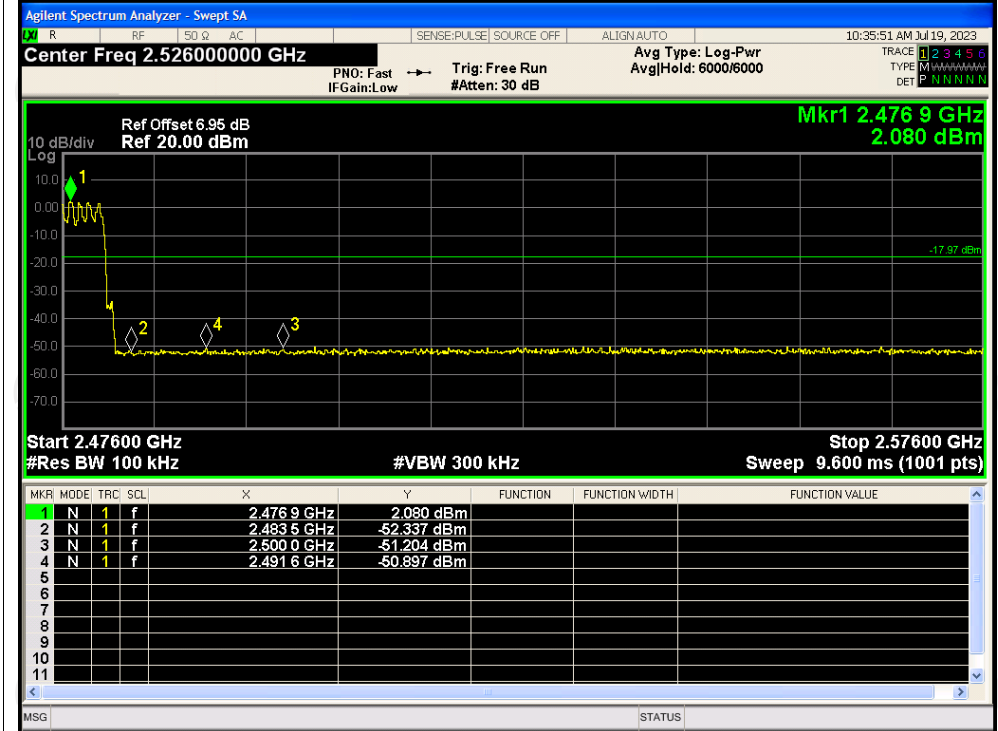 Agilent Spectrum Analyzer - Swept SA
LXI R RF 50 Ω AC SENSE:PULSE SOURCE OFF ALIGN AUTO 10:35:51 AM Jul 19, 2023
Center Freq 2.526000000 GHz Avg Type: Log-Pwr TRACE 1 2 3 4 5 6
PNO: Fast Trig: Free Run Avg|Hold: 6000/6000 TYPE M W W W W W
IFGain:Low #Atten: 30 dB DET P N N N N N
Mkr1 2.476 9 GHz
2.080 dBm
Ref Offset 6.95 dB
10 dB/div Ref 20.00 dBm
Log
10.0
0.00
-10.0
-20.0
-30.0
-40.0
-50.0
-60.0
-70.0
1
-17.97 dBm
2 4 3
Start 2.47600 GHz Stop 2.57600 GHz
#Res BW 100 kHz #VBW 300 kHz Sweep 9.600 ms (1001 pts)
MKR MODE TRC SCL X Y FUNCTION FUNCTION WIDTH FUNCTION VALUE
1 N 1 f 2.476 9 GHz 2.080 dBm
2 N 1 f 2.483 5 GHz -52.337 dBm
3 N 1 f 2.500 0 GHz -51.204 dBm
4 N 1 f 2.491 6 GHz -50.897 dBm
5
6
7
8
9
10
11
MSG STATUS